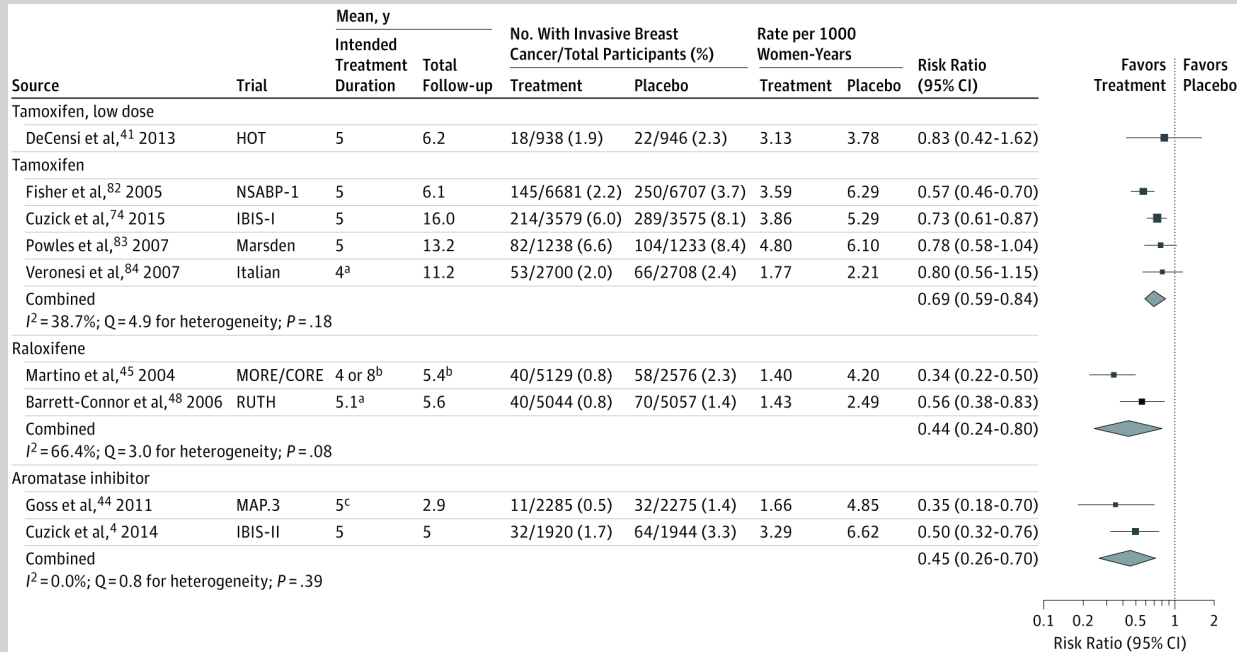 Mean, y
Intended Treatment Duration
Total Follow-up
No. With Invasive Breast Cancer/Total Participants (%)
Rate per 1000 Women-Years
Source Trial Treatment Placebo Treatment Placebo Risk Ratio (95% CI) Favors Treatment Favors Placebo
Tamoxifen, low dose
DeCensi et al,41 2013 HOT 5 6.2 18/938 (1.9) 22/946 (2.3) 3.13 3.78 0.83 (0.42-1.62)
Tamoxifen
Fisher et al,82 2005 NSABP-1 5 6.1 145/6681 (2.2) 250/6707 (3.7) 3.59 6.29 0.57 (0.46-0.70)
Cuzick et al,74 2015 IBIS-I 5 16.0 214/3579 (6.0) 289/3575 (8.1) 3.86 5.29 0.73 (0.61-0.87)
Powles et al,83 2007 Marsden 5 13.2 82/1238 (6.6) 104/1233 (8.4) 4.80 6.10 0.78 (0.58-1.04)
Veronesi et al,84 2007 Italian 4a 11.2 53/2700 (2.0) 66/2708 (2.4) 1.77 2.21 0.80 (0.56-1.15)
Combined 0.69 (0.59-0.84)
I2 = 38.7%; Q = 4.9 for heterogeneity; P = .18
Raloxifene
Martino et al,45 2004 MORE/CORE 4 or 8b 5.4b 40/5129 (0.8) 58/2576 (2.3) 1.40 4.20 0.34 (0.22-0.50)
Barrett-Connor et al,48 2006 RUTH 5.1a 5.6 40/5044 (0.8) 70/5057 (1.4) 1.43 2.49 0.56 (0.38-0.83)
Combined 0.44 (0.24-0.80)
I2 = 66.4%; Q = 3.0 for heterogeneity; P = .08
Aromatase inhibitor
Goss et al,44 2011 MAP.3 5c 2.9 11/2285 (0.5) 32/2275 (1.4) 1.66 4.85 0.35 (0.18-0.70)
Cuzick et al,4 2014 IBIS-II 5 5 32/1920 (1.7) 64/1944 (3.3) 3.29 6.62 0.50 (0.32-0.76)
Combined 0.45 (0.26-0.70)
I2 = 0.0%; Q = 0.8 for heterogeneity; P = .39
0.1 0.2 0.5 1 2
Risk Ratio (95% CI)